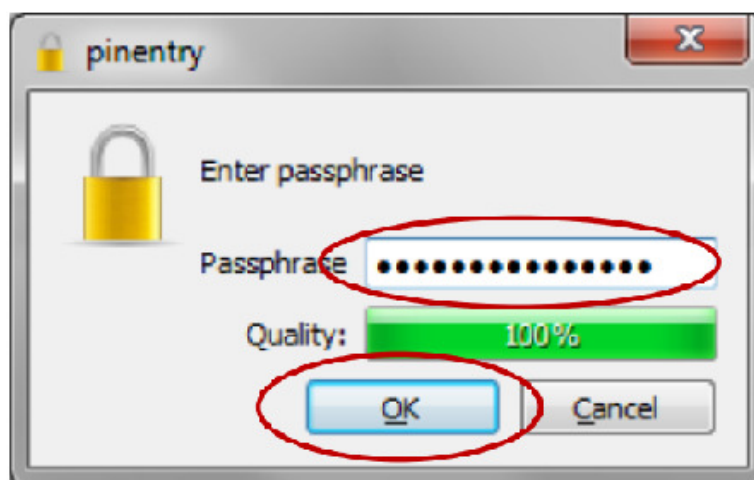 pinentry
Enter passphrase
Passphrase ●●●●●●●●●●●●●●●
Quality: 100%
OK Cancel